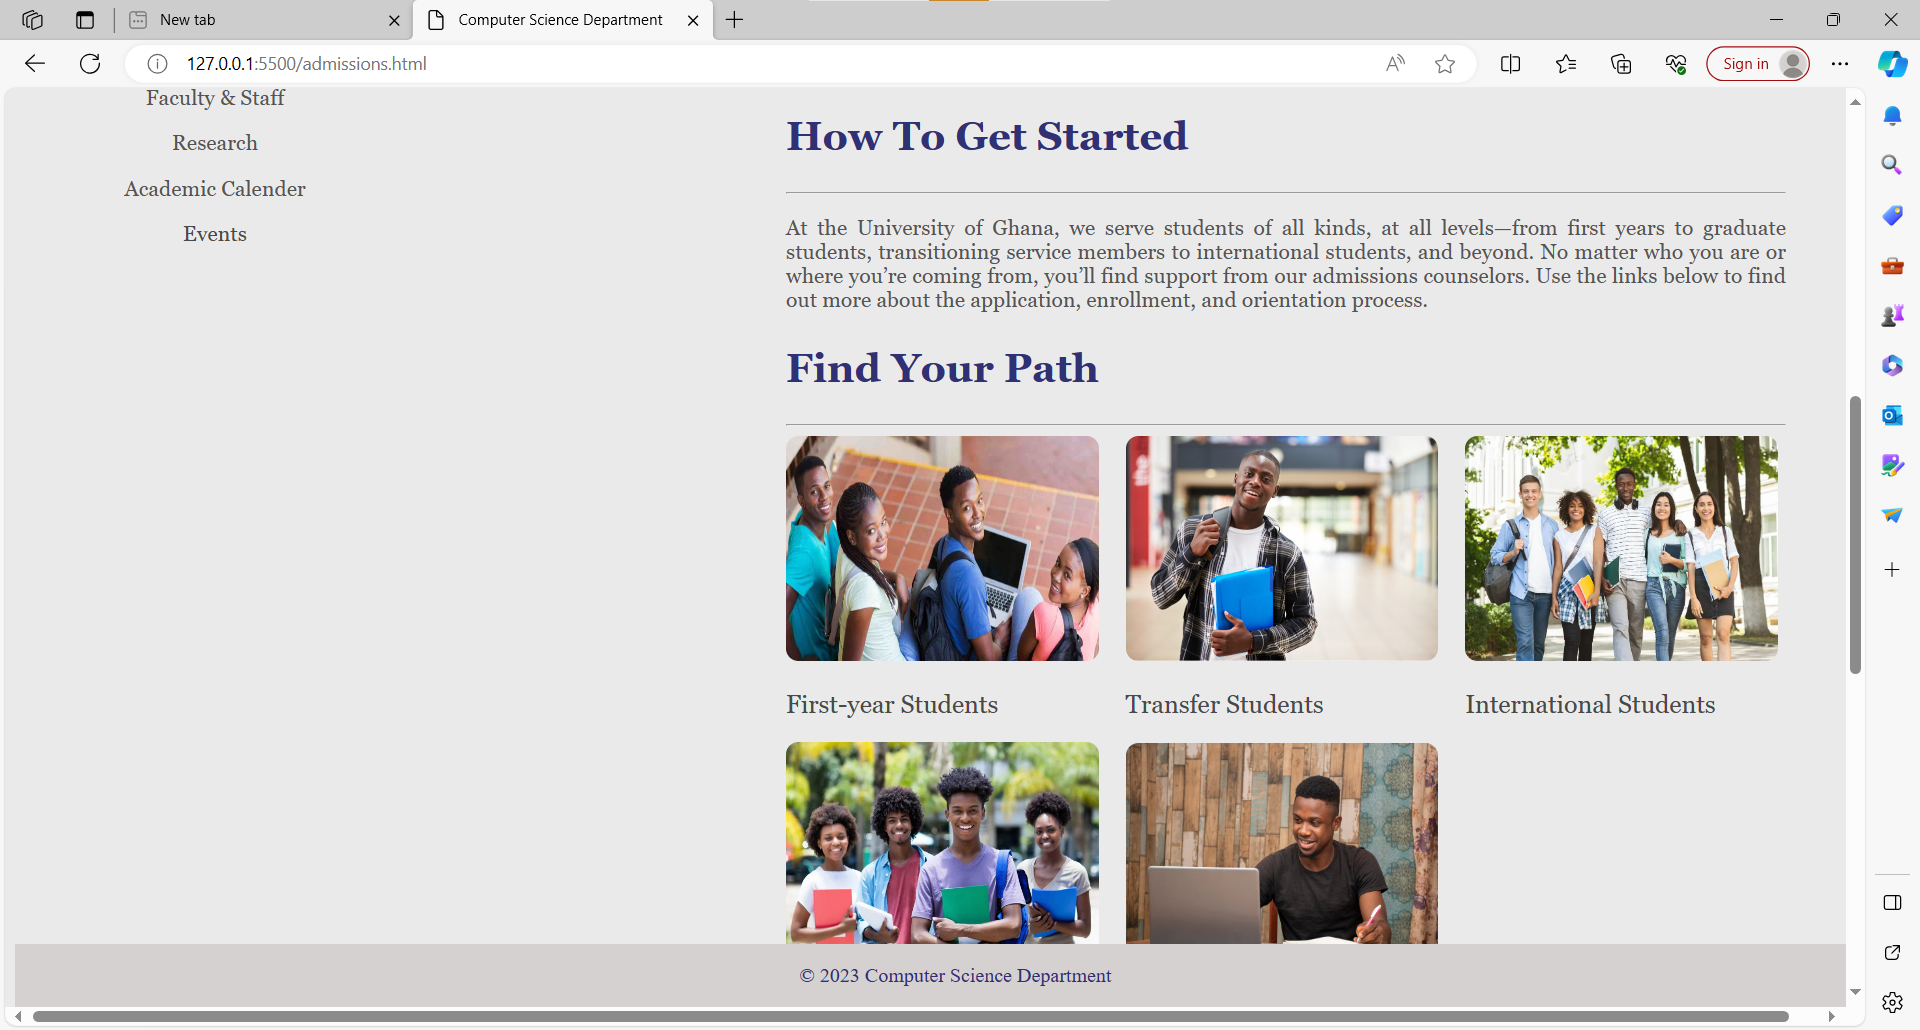 New tab
Computer Science Department
127.0.0.1:5500/admissions.html
Sign in
Faculty & Staff
Research
Academic Calender
Events
How To Get Started
At the University of Ghana, we serve students of all kinds, at all levels—from first years to graduate
students, transitioning service members to international students, and beyond. No matter who you are or
where you’re coming from, you’ll find support from our admissions counselors. Use the links below to find
out more about the application, enrollment, and orientation process.
Find Your Path
First-year Students
Transfer Students
International Students
© 2023 Computer Science Department